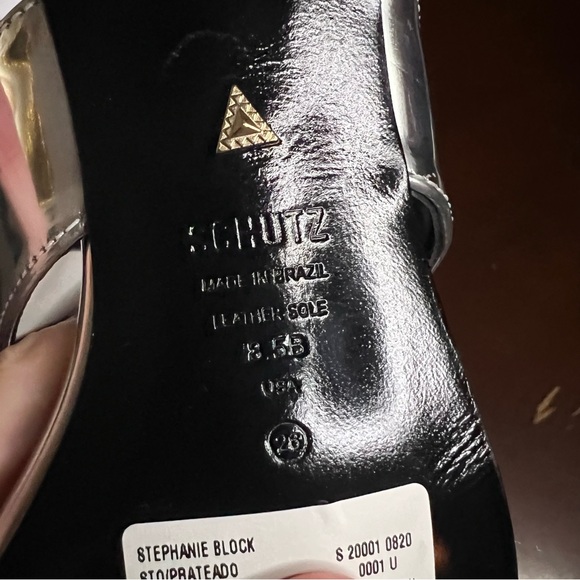 SCHUTZ
MADE IN BRAZIL
LEATHER SOLE
8.5B
USA
26
STEPHANIE BLOCK S 20001 0820
STO/PRATEADO 0001 U